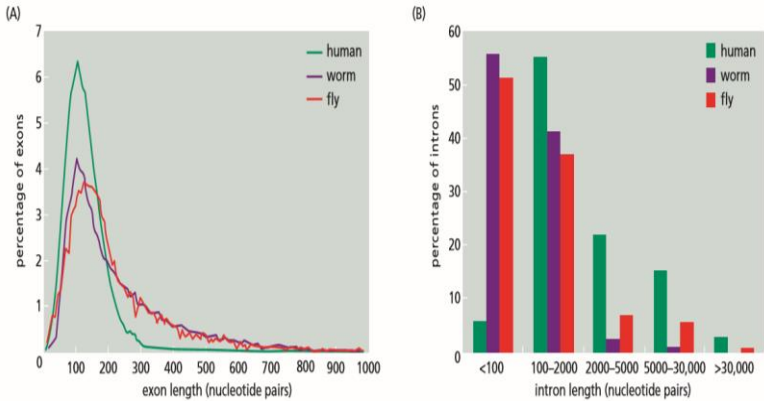 (A)
7
6
5
4
3
2
1
0
percentage of exons
human
worm
fly
100 200 300 400 500 600 700 800 900 1000
exon length (nucleotide pairs)
(B)
60
50
40
30
20
10
0
percentage of introns
human
worm
fly
<100 100–2000 2000–5000 5000–30,000 >30,000
intron length (nucleotide pairs)